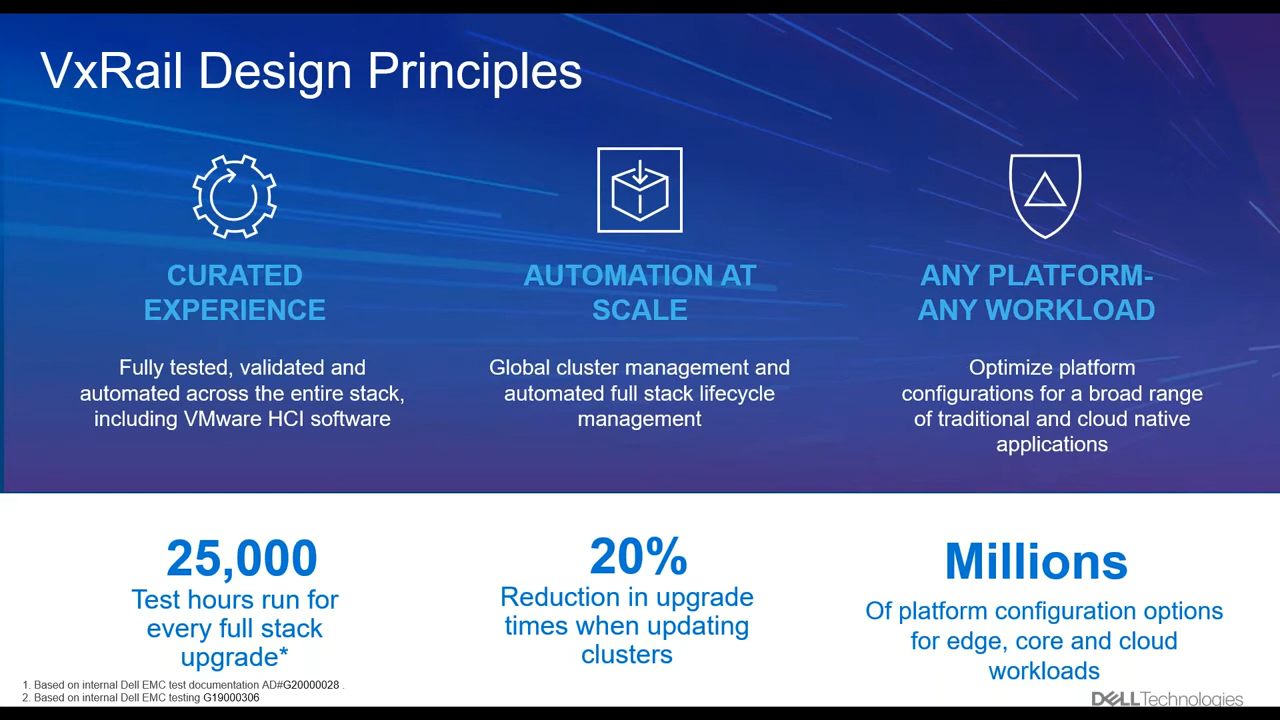 VxRail Design Principles
CURATED
EXPERIENCE
Fully tested, validated and
automated across the entire stack,
including VMware HCI software
AUTOMATION AT
SCALE
Global cluster management and
automated full stack lifecycle
management
ANY PLATFORM-
ANY WORKLOAD
Optimize platform
configurations for a broad range
of traditional and cloud native
applications
25,000
Test hours run for
every full stack
upgrade*
20%
Reduction in upgrade
times when updating
clusters
Millions
Of platform configuration options
for edge, core and cloud
workloads
1. Based on internal Dell EMC test documentation AD#G20000028 .
2. Based on internal Dell EMC testing G19000306
DELL Technologies